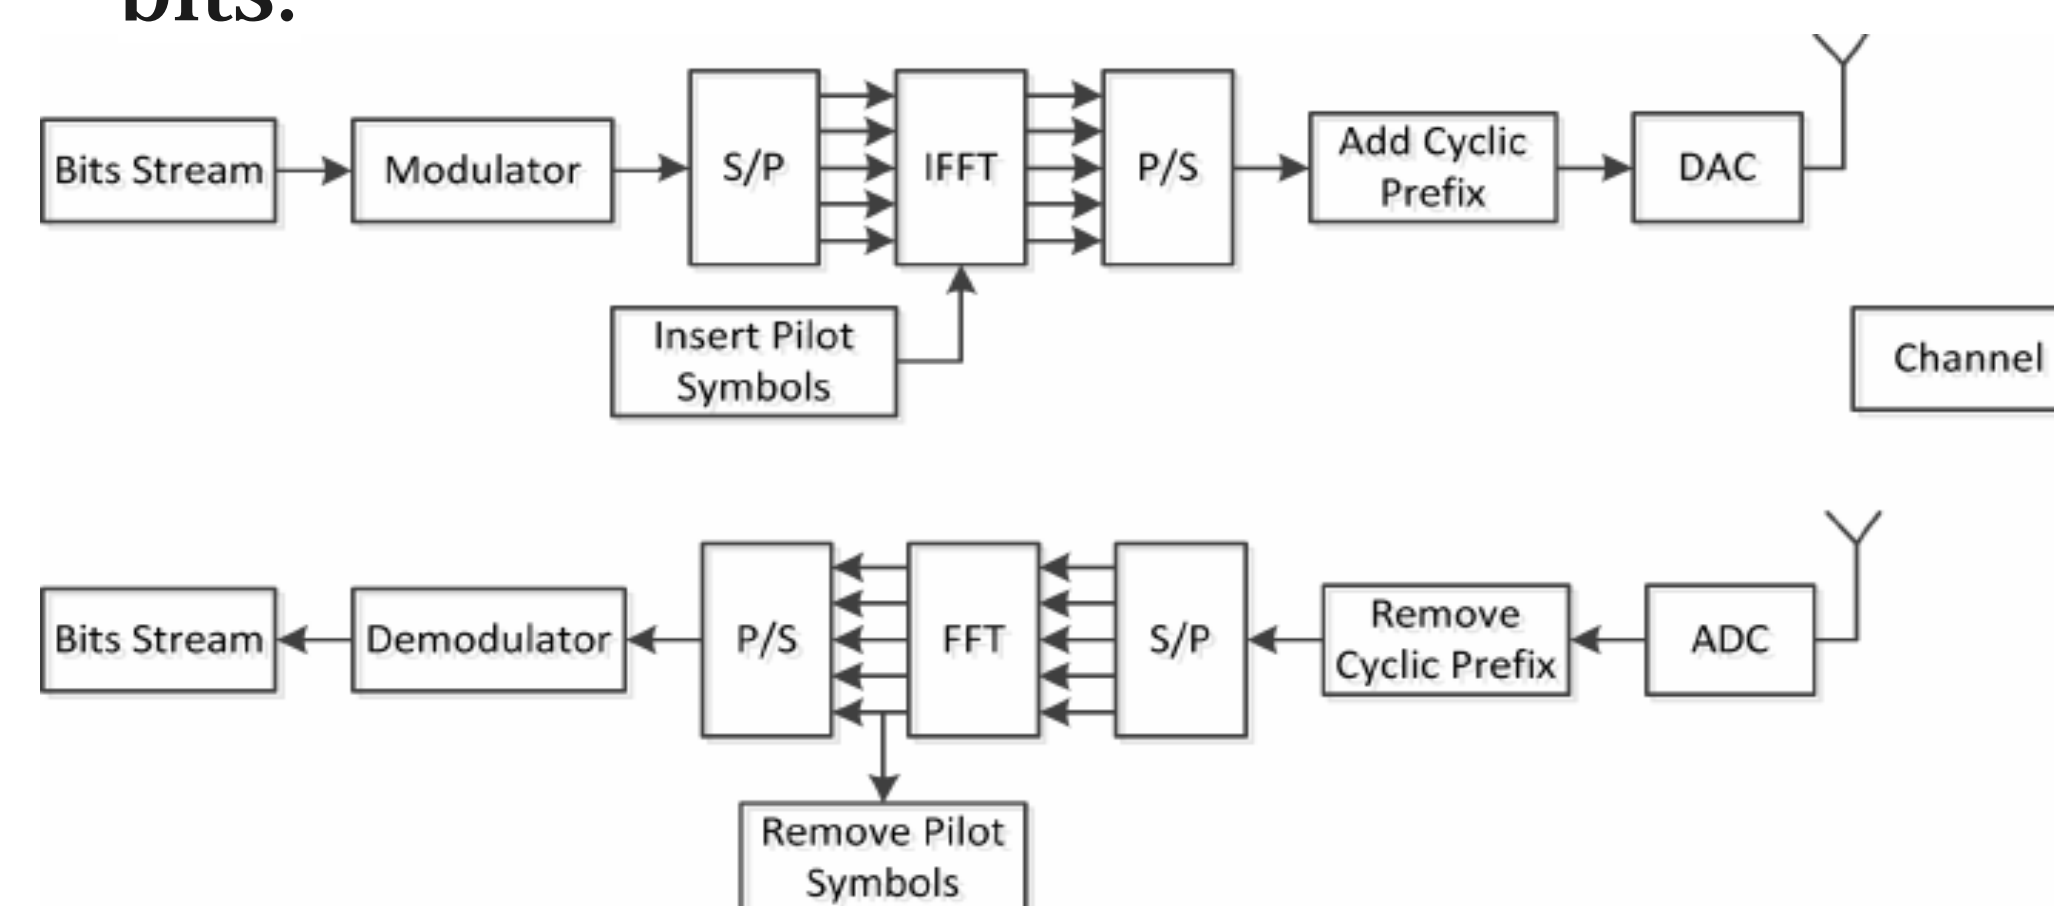 bits.
Bits Stream
Modulator
S/P
IFFT
P/S
Add Cyclic
Prefix
DAC
Insert Pilot
Symbols
Channel
Bits Stream
Demodulator
P/S
FFT
S/P
Remove
Cyclic Prefix
ADC
Remove Pilot
Symbols